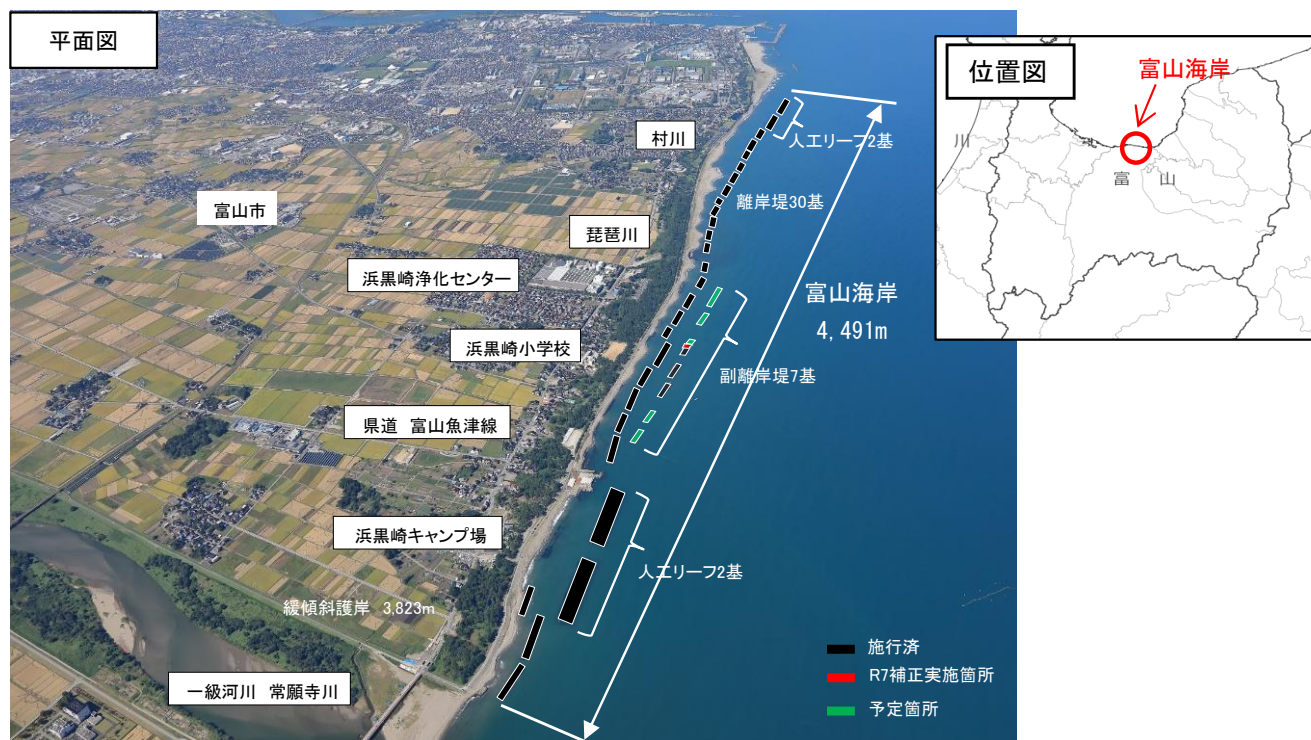 平面図
位置図
富山海岸
川
富 山
村川
人工リーフ2基
離岸堤30基
富山市
琵琶川
浜黒崎浄化センター
富山海岸
4,491m
浜黒崎小学校
副離岸堤7基
県道 富山魚津線
浜黒崎キャンプ場
人工リーフ2基
緩傾斜護岸 3,823m
一級河川 常願寺川
施行済
R7補正実施箇所
予定箇所